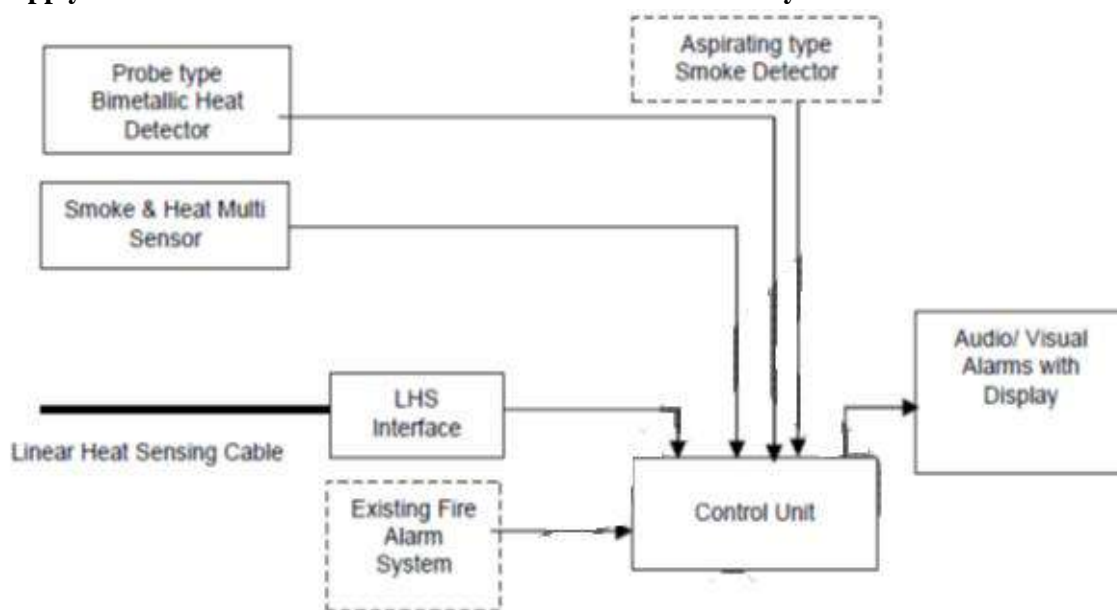 Probe type
Bimetallic Heat
Detector
Aspirating type
Smoke Detector
Smoke & Heat Multi
Sensor
Audio/ Visual
Alarms with
Display
LHS
Interface
Linear Heat Sensing Cable
Existing Fire
Alarm
System
Control Unit